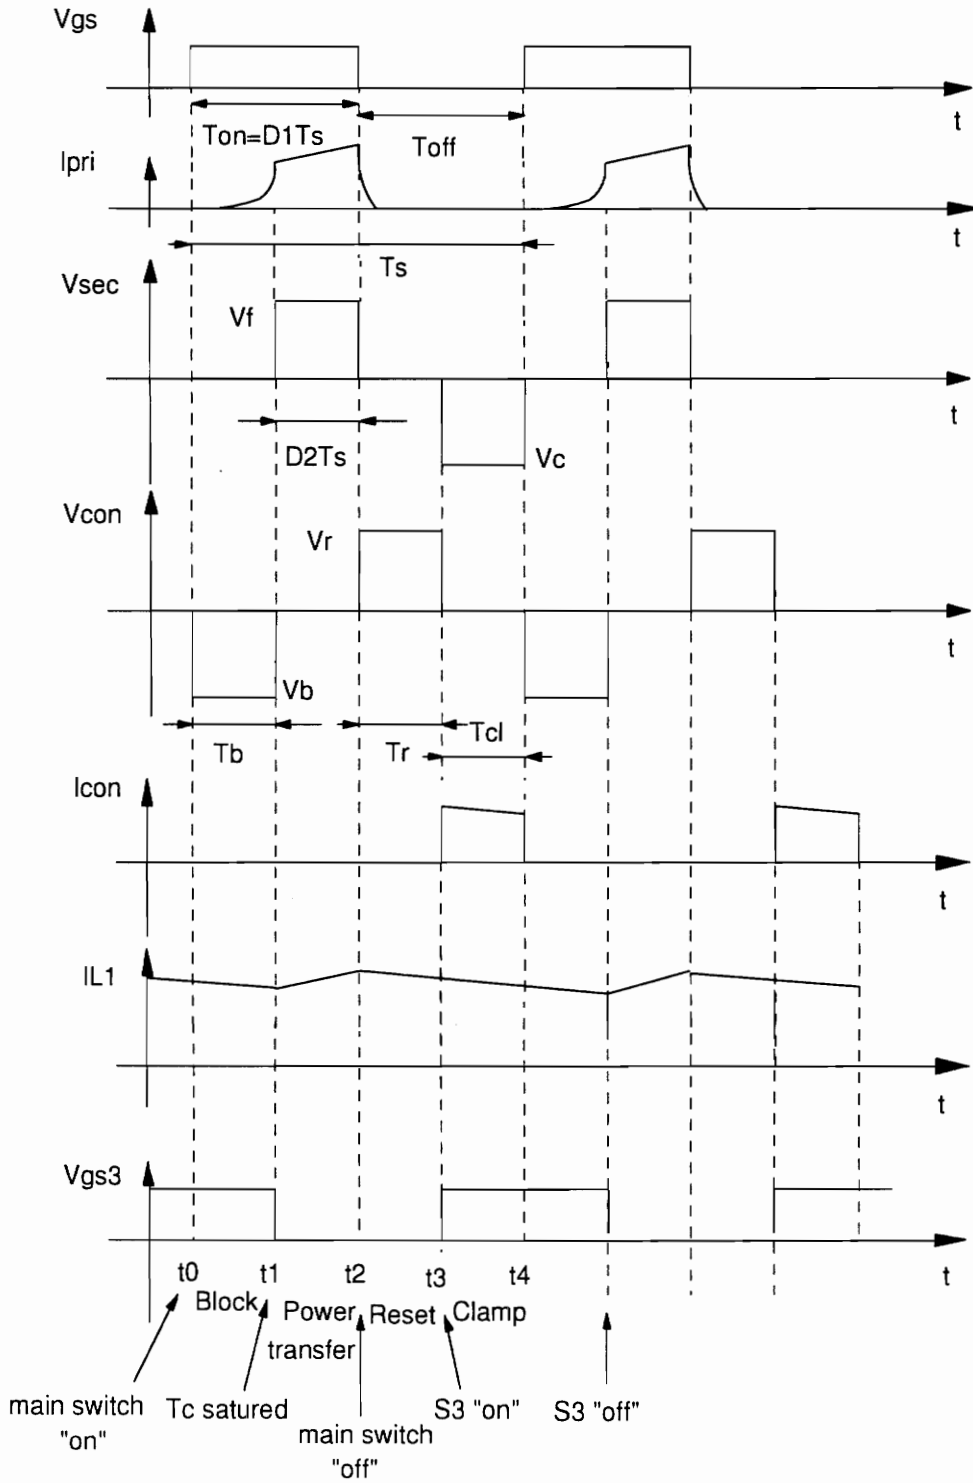 Vgs
t
Ton=D1Ts
Toff
Ipri
t
Ts
Vsec
Vf
t
D2Ts
Vc
Vcon
Vr
t
Vb
Tb
Tr
Tcl
Icon
t
IL1
t
Vgs3
t0
t1
t2
t3
t4
t
Block
Power
transfer
Reset
Clamp
main switch
"on"
Tc satured
main switch
"off"
S3 "on"
S3 "off"